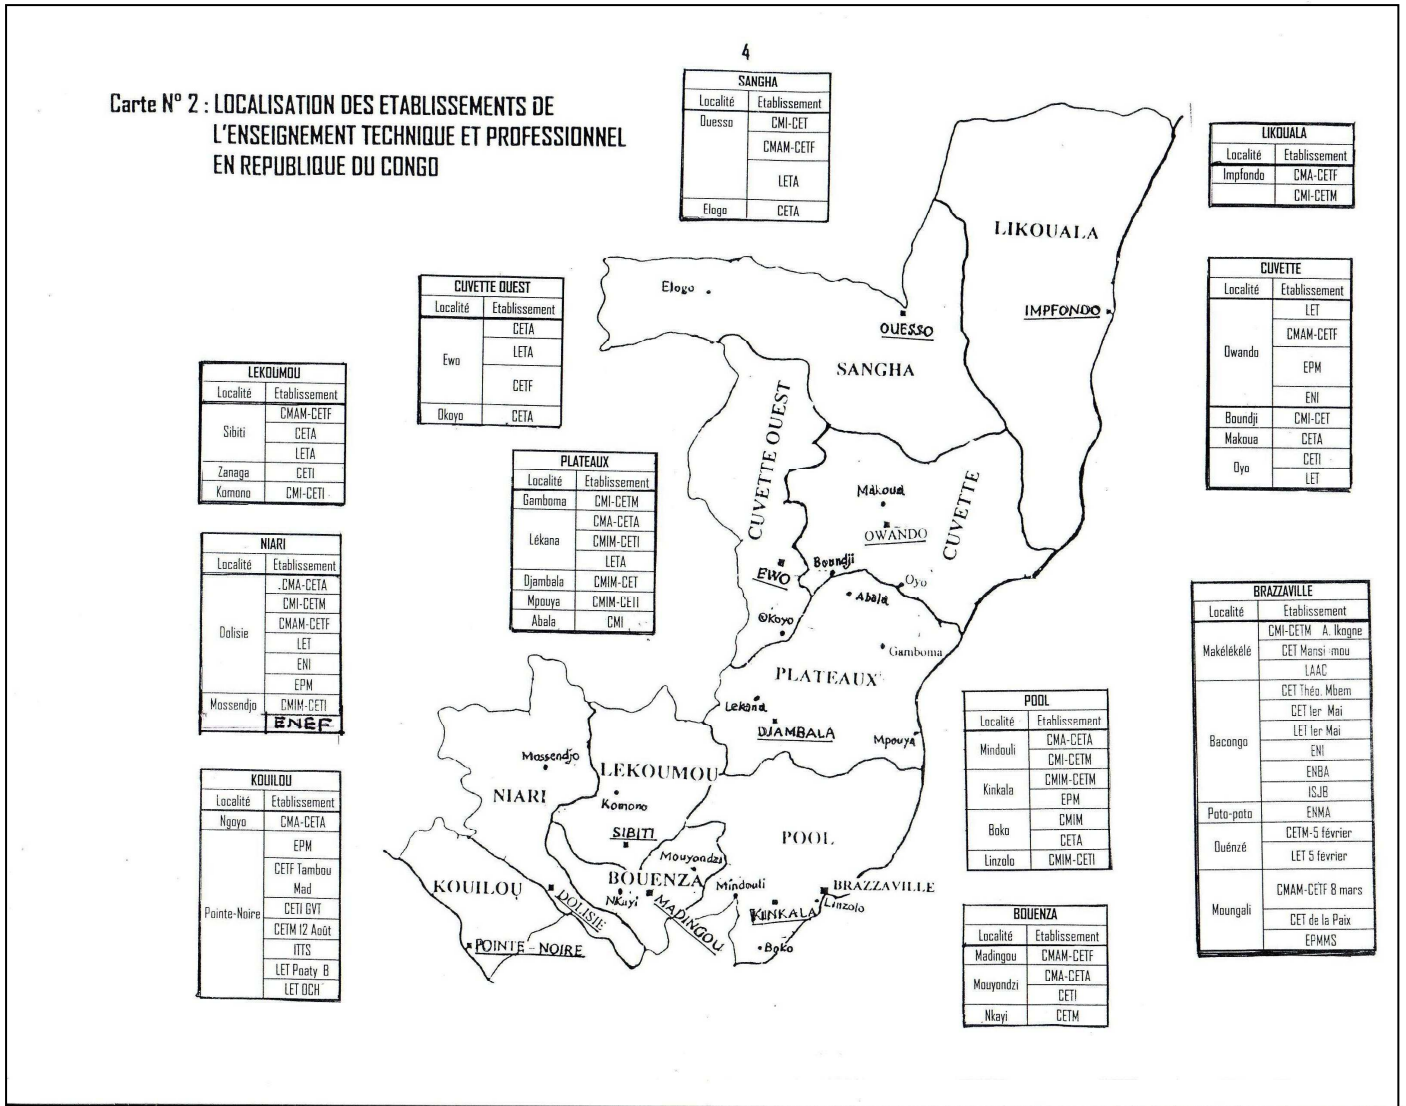 4
Carte N° 2 : LOCALISATION DES ETABLISSEMENTS DE
L'ENSEIGNEMENT TECHNIQUE ET PROFESSIONNEL
EN REPUBLIQUE DU CONGO
SANGHA
Localité Etablissement
Ouesso CMI-CET
CMAM-CETF
LETA
Elogo CETA
LIKOUALA
Localité Etablissement
Impfondo CMA-CETF
CMI-CETM
CUVETTE OUEST
Localité Etablissement
Ewo CETA
LETA
CETF
Okoyo CETA
CUVETTE
Localité Etablissement
Owando LET
CMAM-CETF
EPM
ENI
Boundji CMI-CET
Makoua CETA
Oyo CETI
LET
LEKOUMOU
Localité Etablissement
Sibiti CMAM-CETF
CETA
LETA
Zanaga CETI
Komono CMI-CETI
PLATEAUX
Localité Etablissement
Gamboma CMI-CETM
Lékana CMA-CETA
CMIM-CETI
LETA
Djambala CMIM-CET
Mpouya CMIM-CETI
Abala CMI
NIARI
Localité Etablissement
Dolisie CMA-CETA
CMI-CETM
CMAM-CETF
LET
ENI
EPM
Mossendjo CMIM-CETI
ENEF
BRAZZAVILLE
Localité Etablissement
Makélékélé CMI-CETM A. Ikogne
CET Mansi mou
LAAC
Bacongo CET Théo. Mbem
CET 1er Mai
LET 1er Mai
ENI
ENBA
ISJB
Poto-poto ENMA
Ouénzé CETM-5 février
LET 5 février
Moungali CMAM-CETF 8 mars
CET de la Paix
EPMMS
POOL
Localité Etablissement
Mindouli CMA-CETA
CMI-CETM
Kinkala CMIM-CETM
EPM
Boko CMIM
CETA
Linzolo CMIM-CETI
KOUILOU
Localité Etablissement
Ngoyo CMA-CETA
Pointe-Noire EPM
CETF Tambou
Mad
CETI GVT
CETM 12 Août
ITTS
LET Poaty B
LET OCH
BOUENZA
Localité Etablissement
Madingou CMAM-CETF
Mouyondzi CMA-CETA
CETI
Nkayi CETM
LIKOUALA
IMPFONDO
Elogo
OUESSO
SANGHA
CUVETTE OUEST
Makoua
OWANDO
CUVETTE
EWO
Boundji
Oyo
Abala
Okoyo
Gamboma
PLATEAUX
Lekana
DJAMBALA
Mpouya
Mossendjo
LEKOUMOU
NIARI
Komono
POOL
SIBITI
Mouyondzi
BOUENZA
Mindouli
KOUILOU
BRAZZAVILLE
Nkayi
DOLISIE
MADINGOU
KINKALA
Linzolo
POINTE-NOIRE
Boko